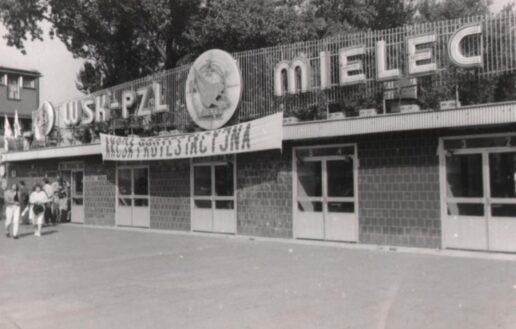 WSK-PZL MIELEC
AKCJA PROTESTACYJNA